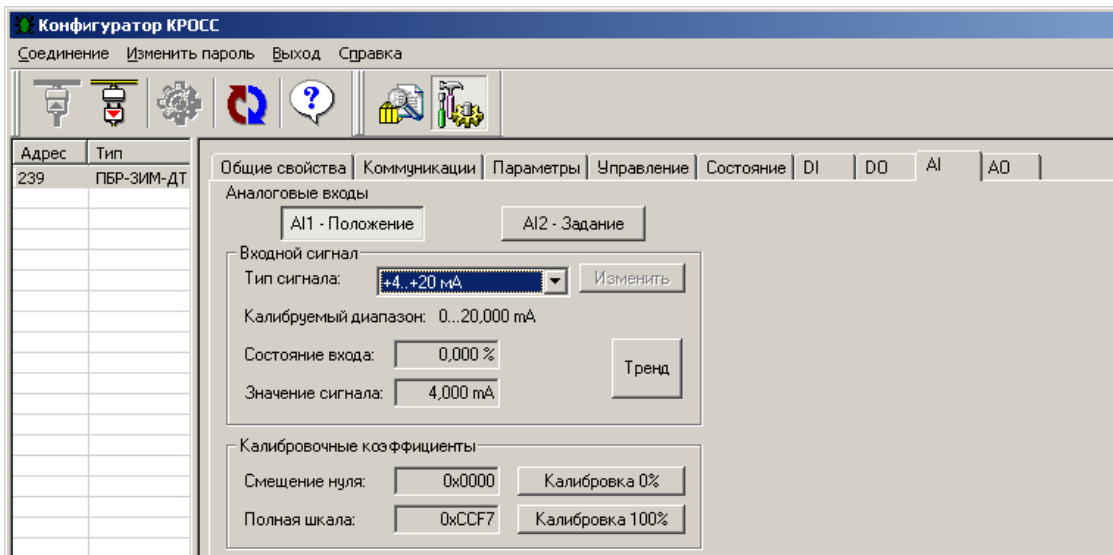 Конфигуратор КРОСС
Соединение Изменить пароль Выход Справка
?
Адрес Тип
239 ПБР-3ИМ-ДТ
Общие свойства Коммуникации Параметры Управление Состояние DI DO AI AO
Аналоговые входы
AI1 - Положение AI2 - Задание
Входной сигнал
Тип сигнала: +4..+20 мА Изменить
Калибруемый диапазон: 0...20,000 mA
Состояние входа: 0,000 %
Тренд
Значение сигнала: 4,000 mA
Калибровочные коэффициенты
Смещение нуля: 0x0000 Калибровка 0%
Полная шкала: 0xCCF7 Калибровка 100%